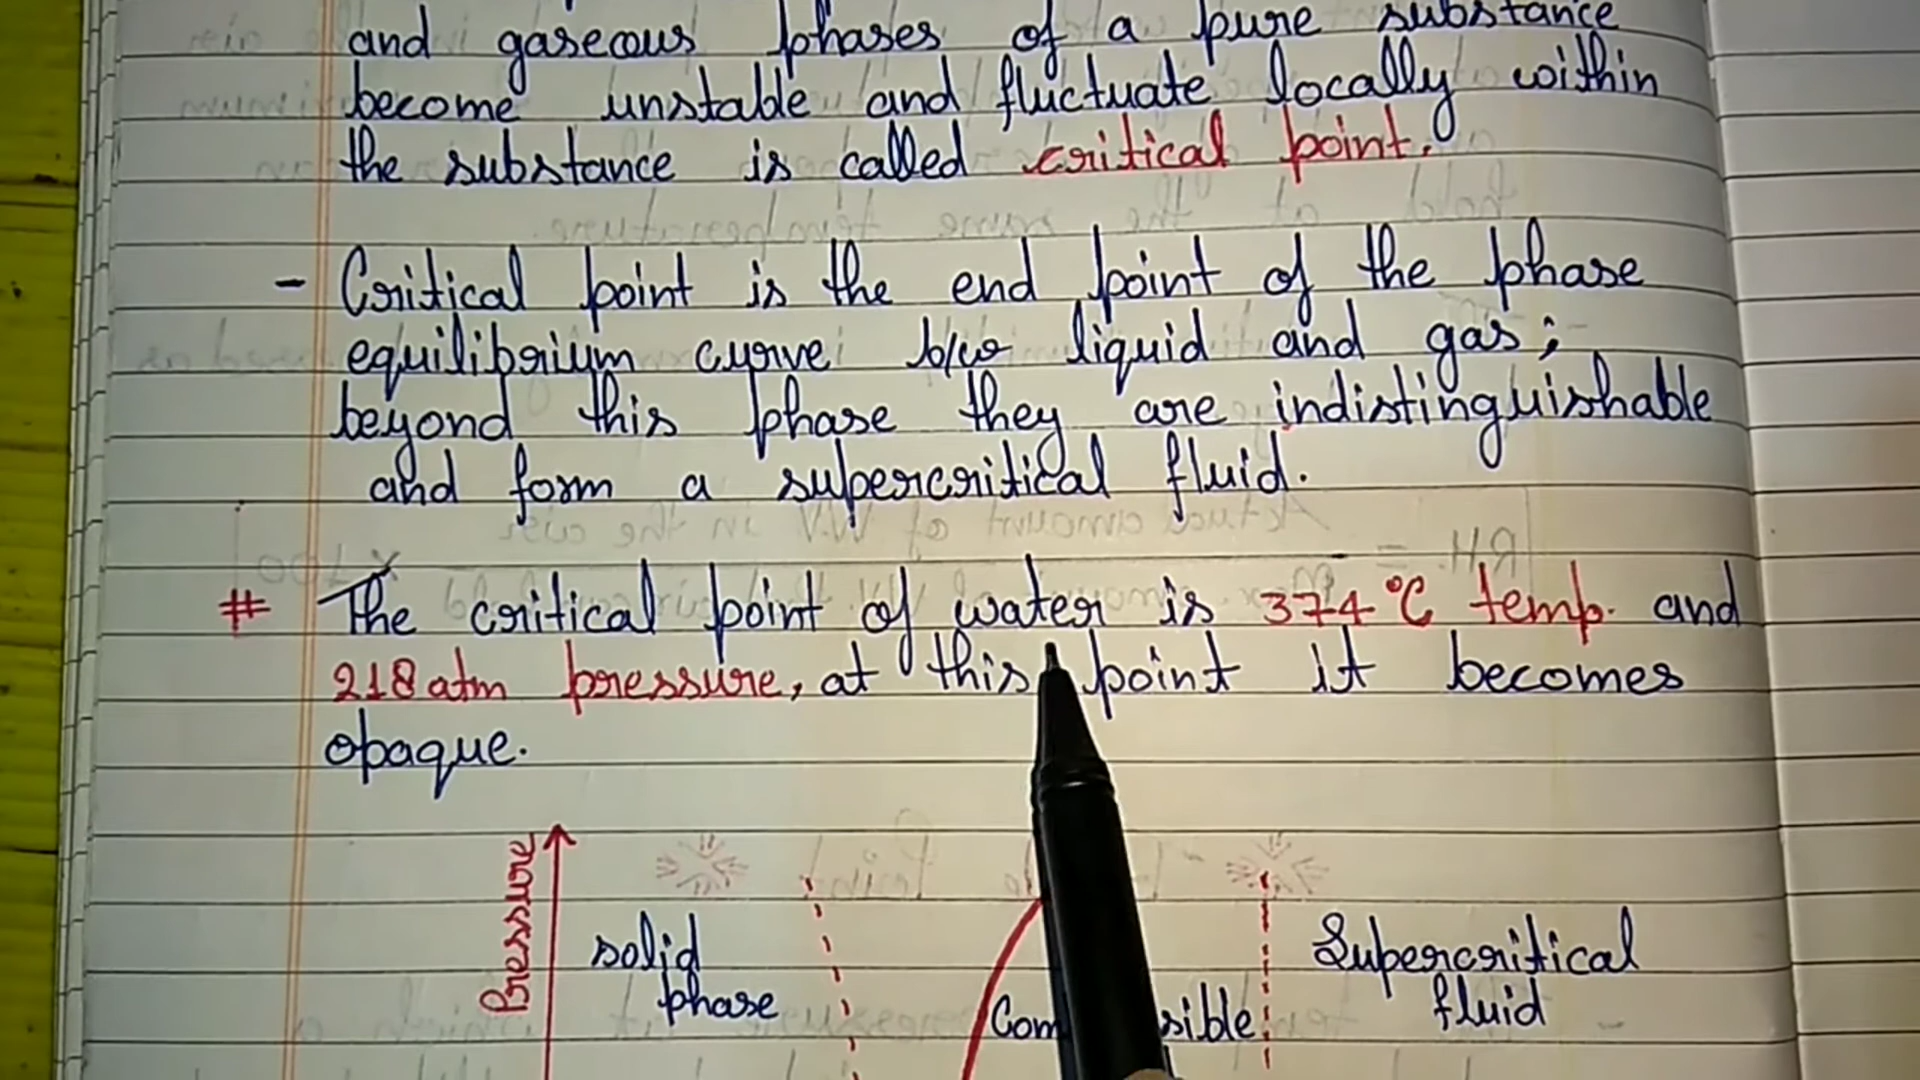 and gaseous phases of a pure substance
become unstable and fluctuate locally within
the substance is called critical point.
- Critical point is the end point of the phase
equilibrium curve b/w liquid and gas;
beyond this phase they are indistinguishable
and form a supercritical fluid.
# The critical point of water is 374°C temp. and
218 atm pressure, at this point it becomes
opaque.
Pressure
solid
phase
Supercritical
fluid